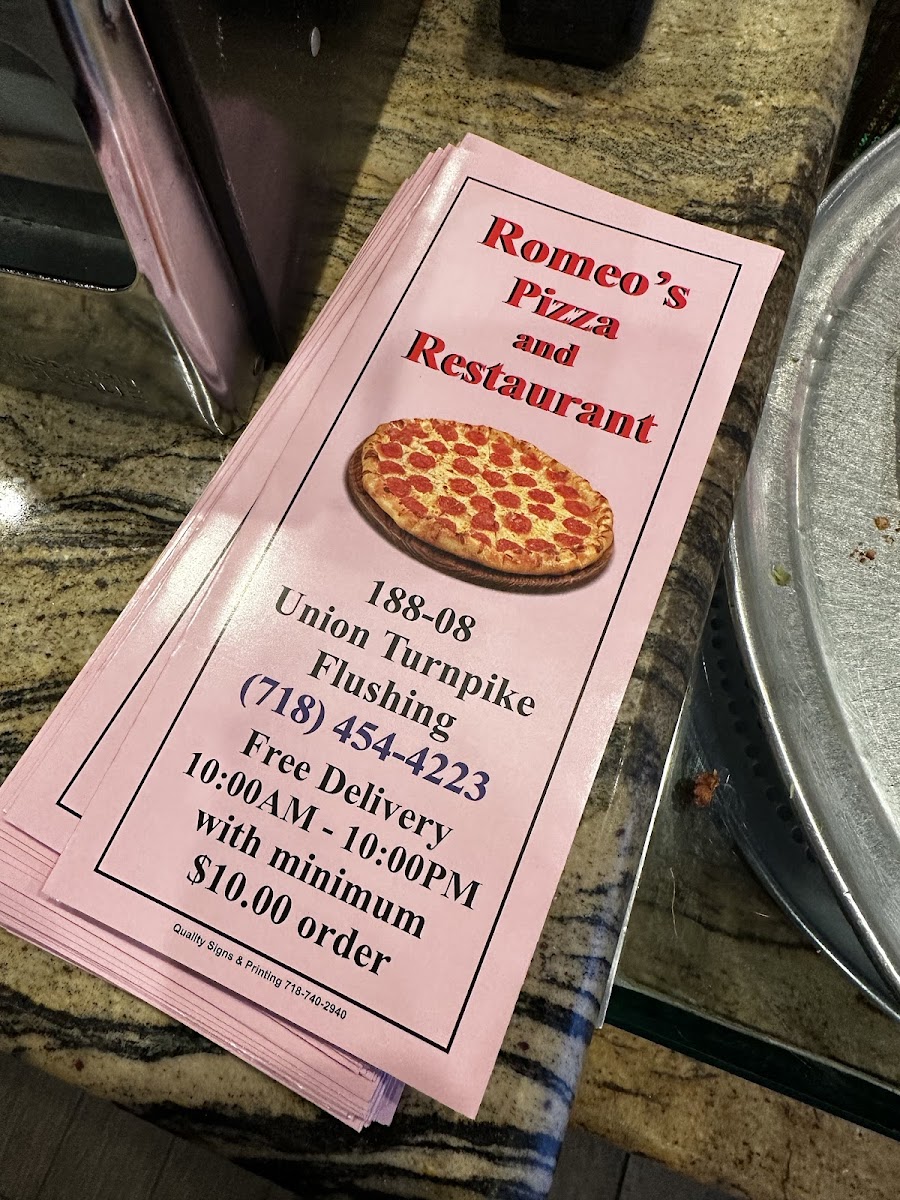 Romeo's
Pizza
and
Restaurant
188-08
Union Turnpike
Flushing
(718) 454-4223
Free Delivery
10:00AM - 10:00PM
with minimum
$10.00 order
Quality Signs & Printing 718-740-2940